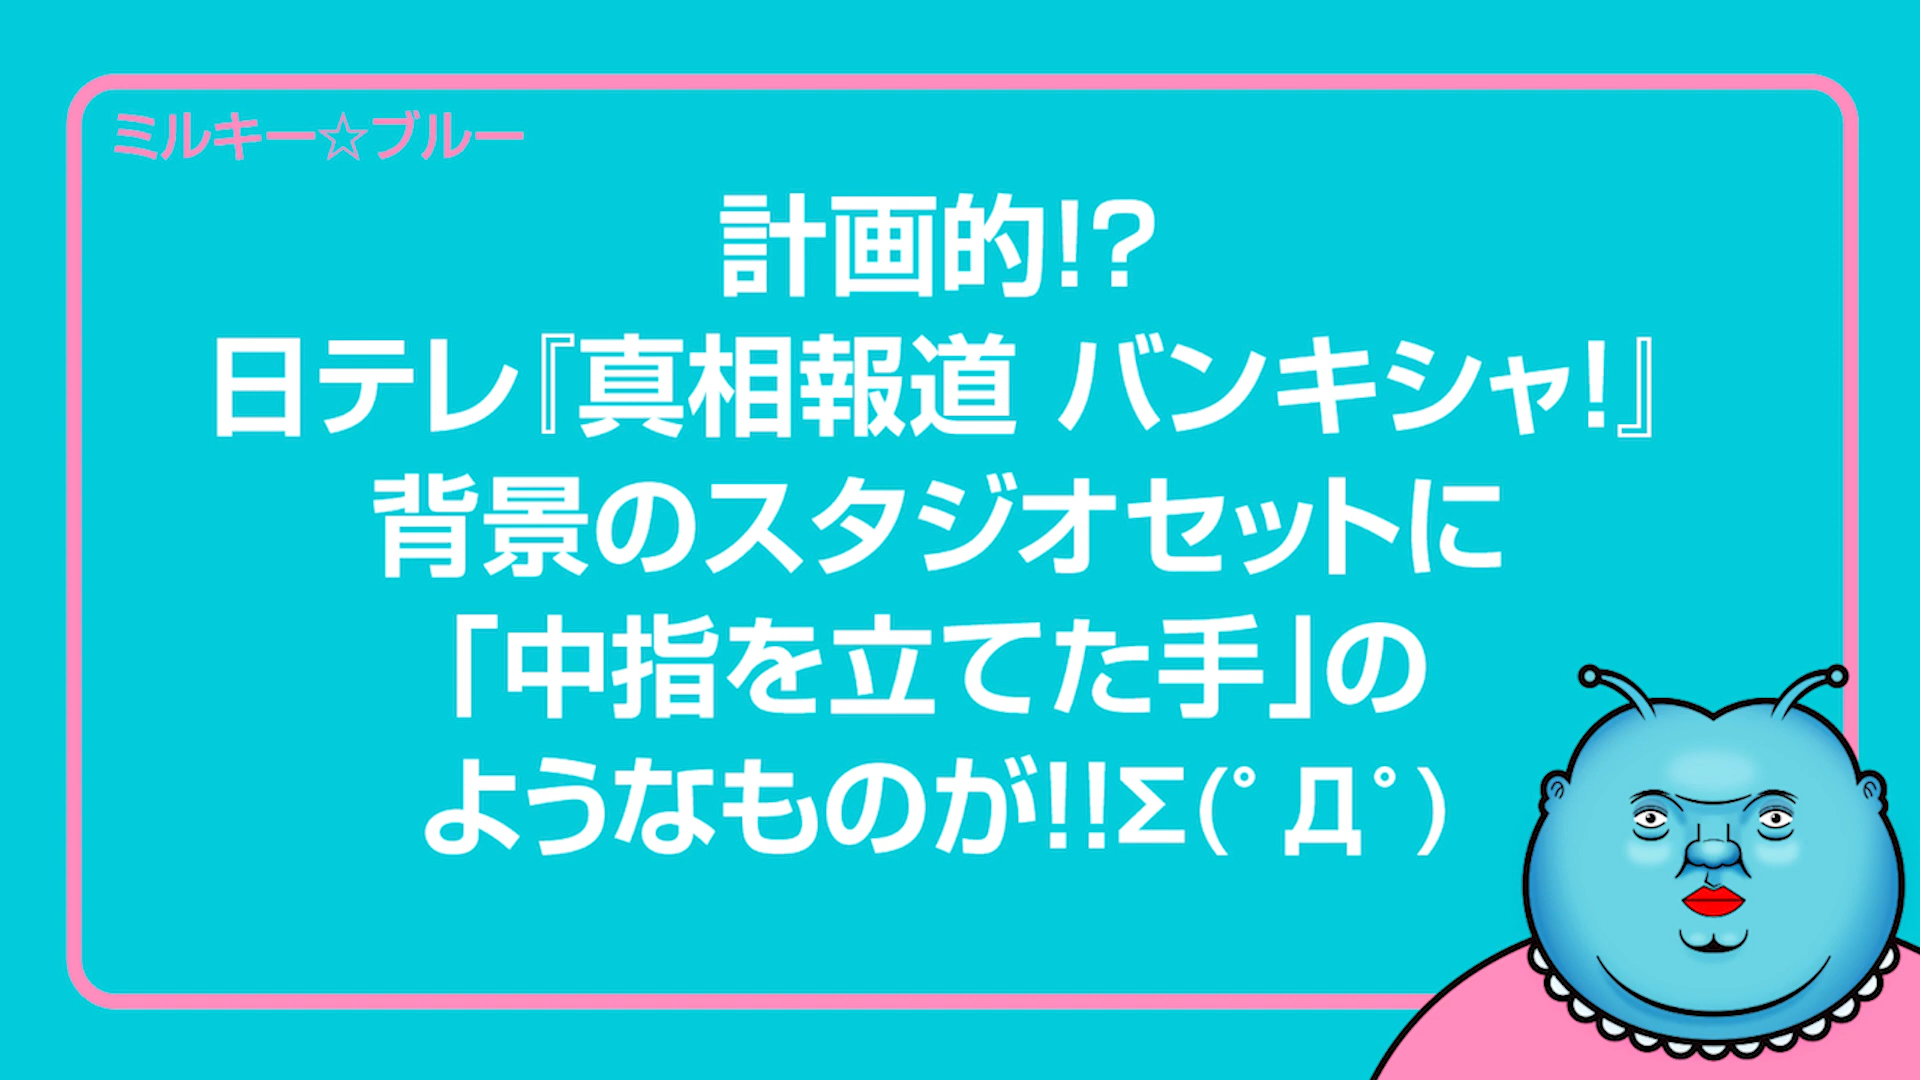 ミルキー☆ブルー
計画的!?
日テレ『真相報道 バンキシャ!』
背景のスタジオセットに
「中指を立てた手」の
ようなものが!!Σ(ﾟДﾟ)